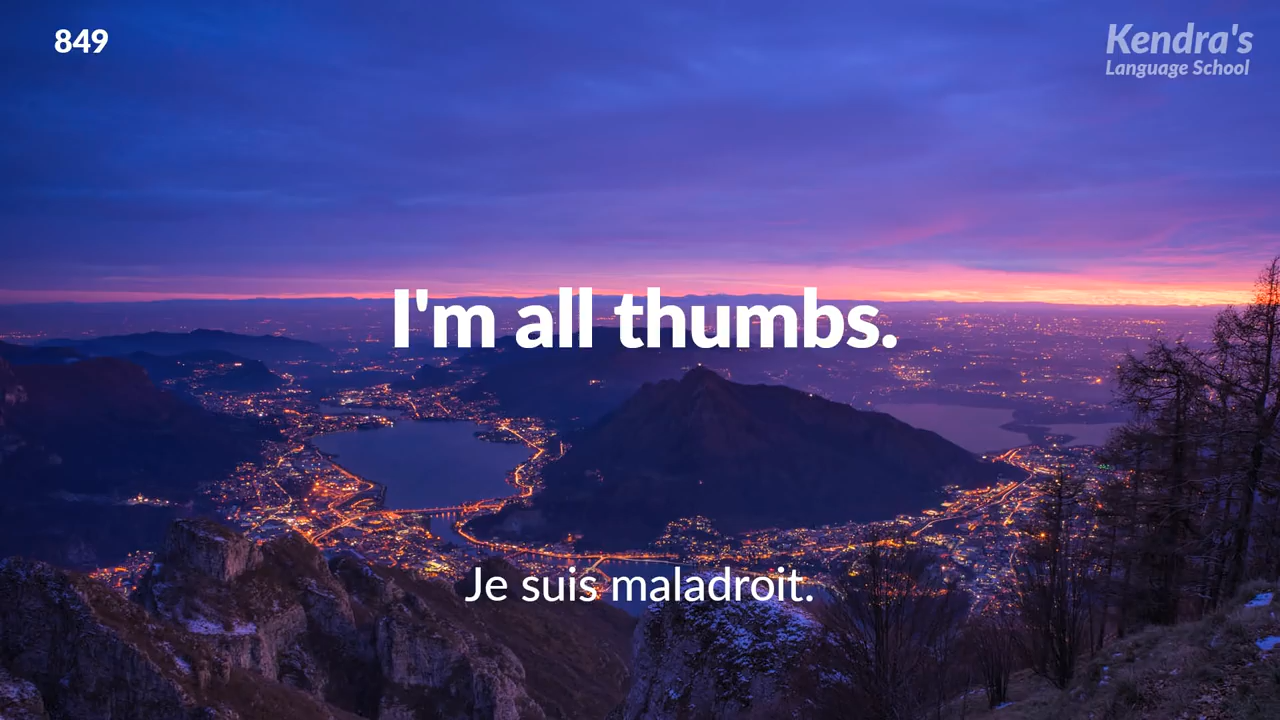 849
Kendra's
Language School
I'm all thumbs.
Je suis maladroit.